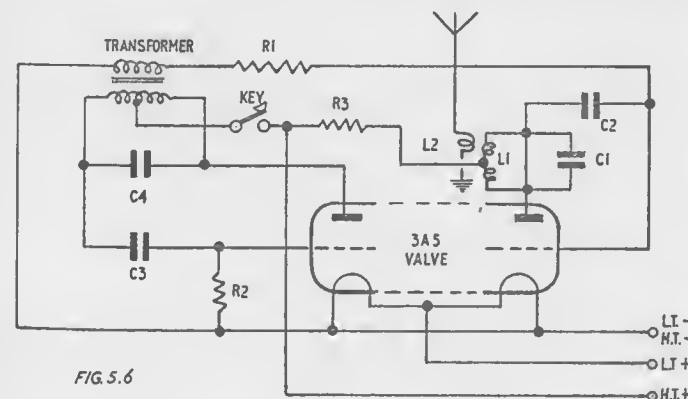 TRANSFORMER
R1
KEY
R3
L2
L1
C2
C1
C4
C3
R2
3A5
VALVE
L.T.-
H.T.-
L.T+
H.T.+
FIG.5.6